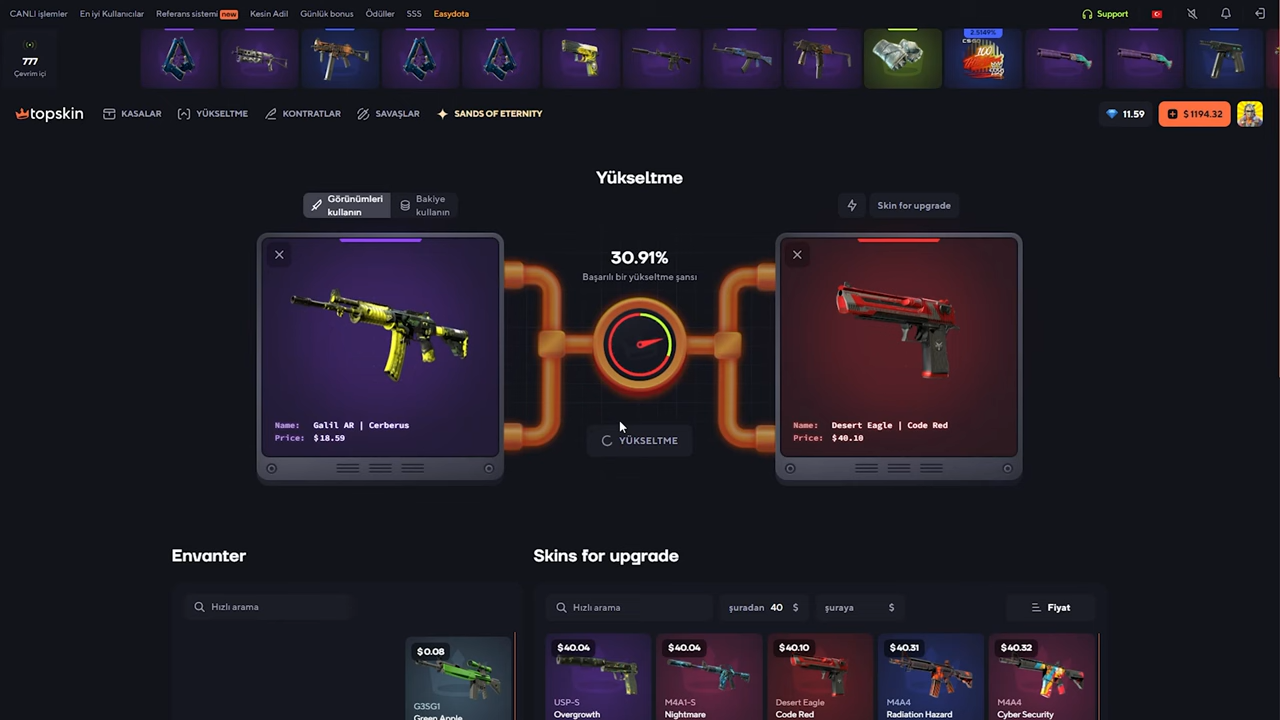 CANLI işlemler
En iyi Kullanıcılar
Referans sistemi new
Kesin Adil
Günlük bonus
Ödüller
SSS
Easydota
Support
777
Çevrim içi
2.5149%
CS:GO
100
topskin
KASALAR
YÜKSELTME
KONTRATLAR
SAVAŞLAR
SANDS OF ETERNITY
11.59
$ 1194.32
Yükseltme
Görünümleri
kullanın
Bakiye
kullanın
Skin for upgrade
30.91%
Başarılı bir yükseltme şansı
Name: Galil AR | Cerberus
Price: $18.59
YÜKSELTME
Name: Desert Eagle | Code Red
Price: $40.10
Envanter
Hızlı arama
$0.08
G3SG1
Green Apple
Skins for upgrade
Hızlı arama
şuradan 40 $
şuraya $
Fiyat
$40.04
USP-S
Overgrowth
$40.04
M4A1-S
Nightmare
$40.10
Desert Eagle
Code Red
$40.31
M4A4
Radiation Hazard
$40.32
M4A4
Cyber Security